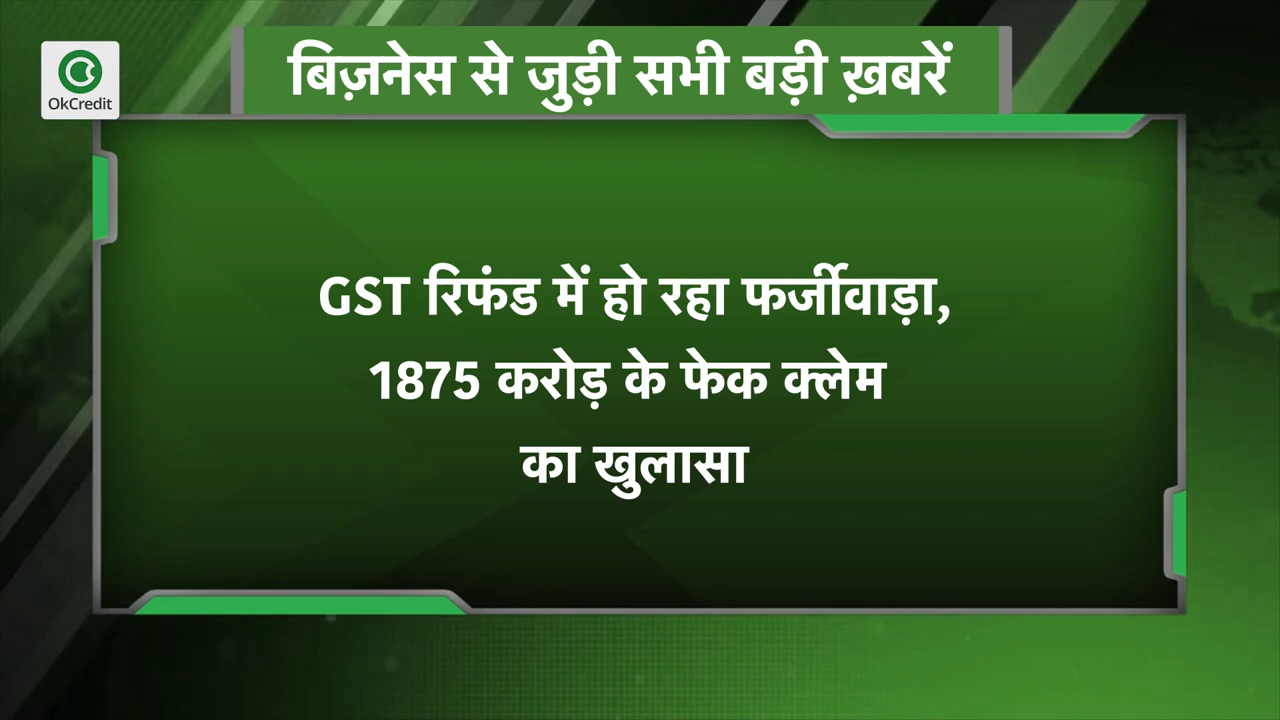 बिज़नेस से जुड़ी सभी बड़ी ख़बरें
OkCredit
GST रिफंड में हो रहा फर्जीवाड़ा,
1875 करोड़ के फेक क्लेम
का खुलासा